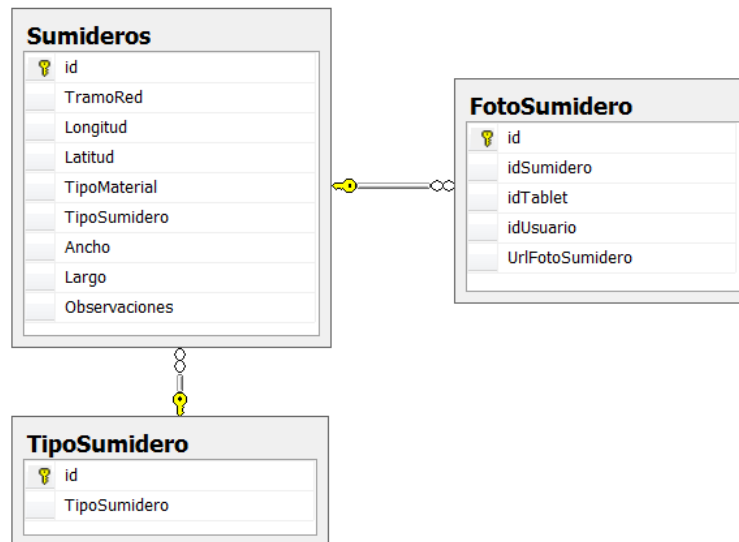 Sumideros
id
TramoRed
Longitud
Latitud
TipoMaterial
TipoSumidero
Ancho
Largo
Observaciones
FotoSumidero
id
idSumidero
idTablet
idUsuario
UrlFotoSumidero
TipoSumidero
id
TipoSumidero